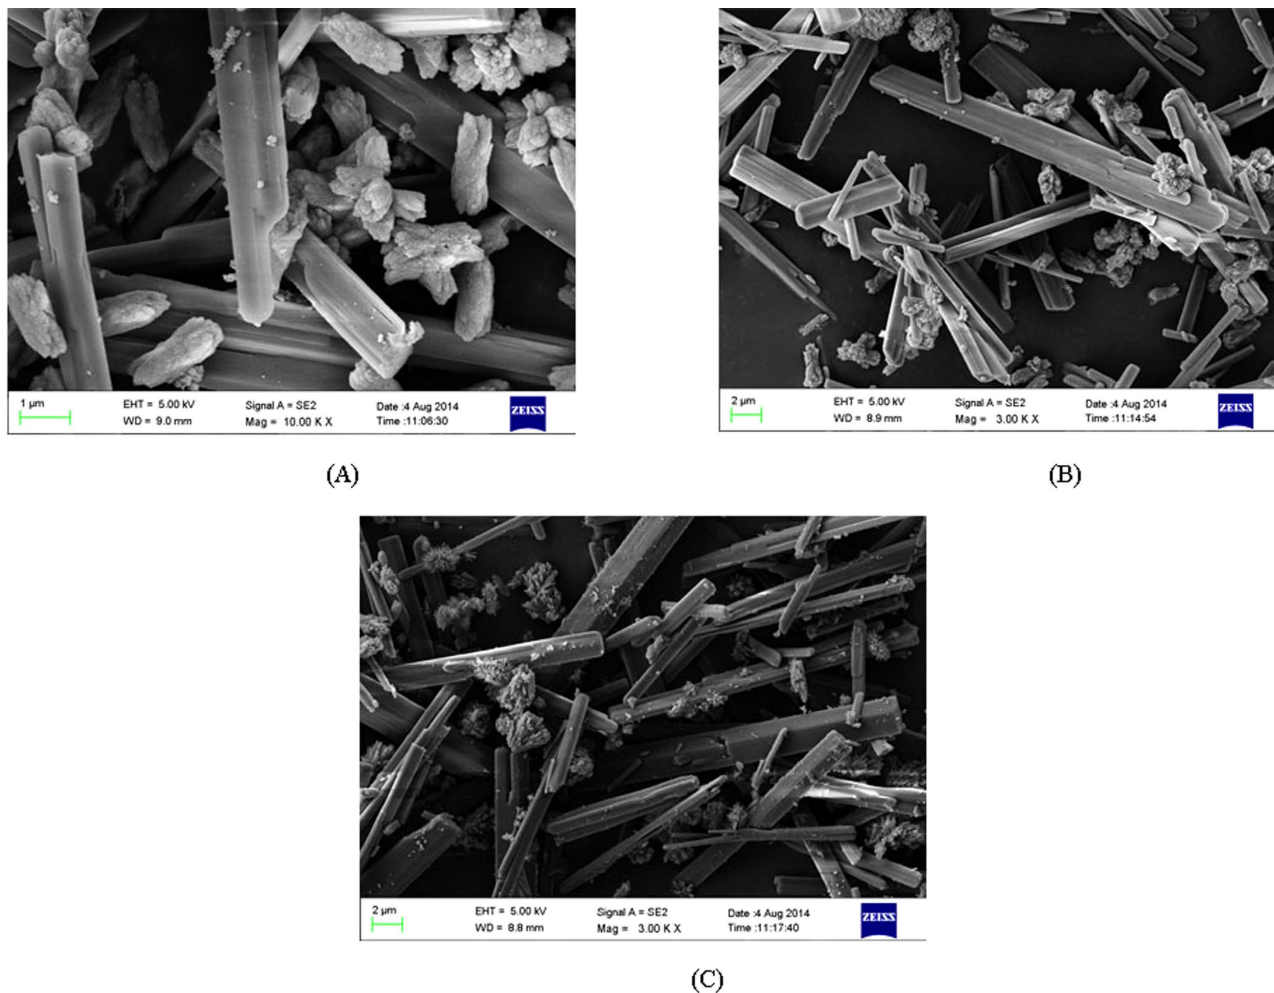 1 µm
EHT = 5.00 kV
WD = 9.0 mm
Signal A = SE2
Mag = 10.00 K X
Date :4 Aug 2014
Time :11:06:30
ZEISS
(A)
2 µm
EHT = 5.00 kV
WD = 8.9 mm
Signal A = SE2
Mag = 3.00 K X
Date :4 Aug 2014
Time :11:14:54
ZEISS
(B)
2 µm
EHT = 5.00 kV
WD = 8.8 mm
Signal A = SE2
Mag = 3.00 K X
Date :4 Aug 2014
Time :11:17:40
ZEISS
(C)